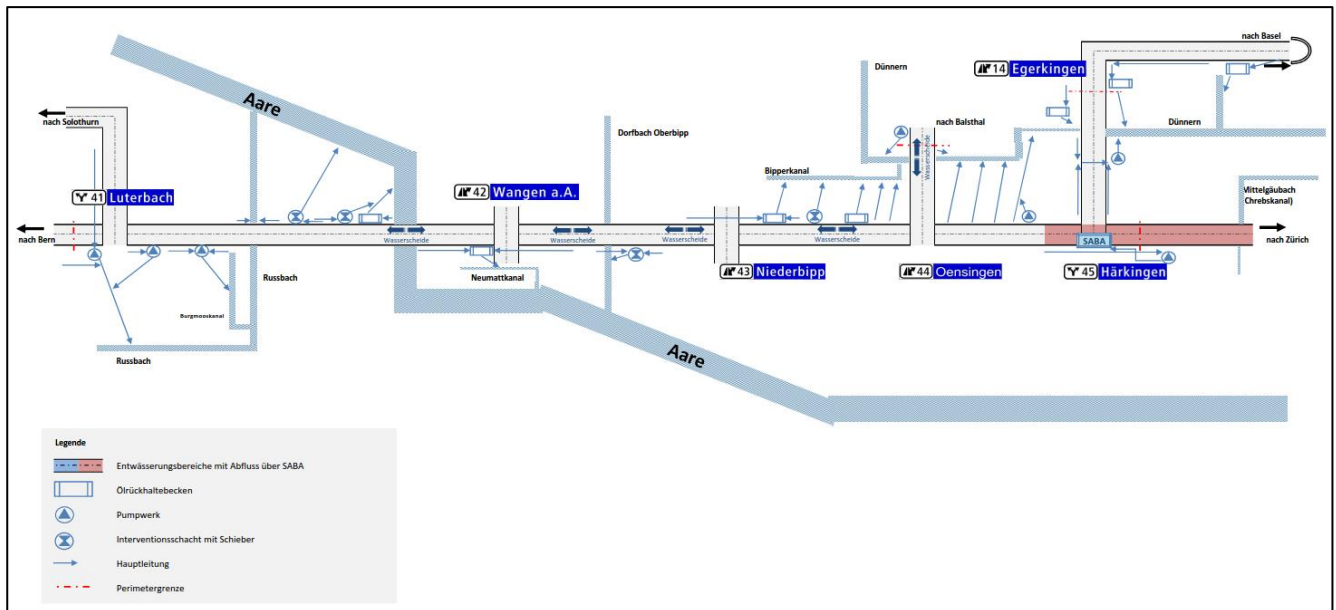 nach Basel
14 Egerkingen
Dünnern
Aare
nach Solothurn
nach Balsthal
Dünnern
Dorfbach Oberbipp
Wasserscheide
Bipperkanal
41 Luterbach
42 Wangen a.A.
Mittelgäubach
(Chrebskanal)
nach Bern
Wasserscheide
Wasserscheide
Wasserscheide
Wasserscheide
SABA
nach Zürich
Russbach
Neumattkanal
43 Niederbipp
44 Oensingen
45 Härkingen
Burgmooskanal
Russbach
Aare
Legende
Entwässerungsbereiche mit Abfluss über SABA
Ölrückhaltebecken
Pumpwerk
Interventionsschacht mit Schieber
Hauptleitung
Perimetergrenze